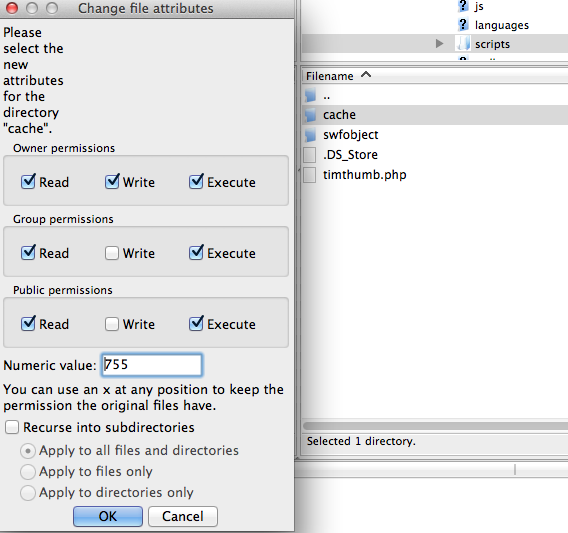 Change file attributes
Please
select the
new
attributes
for the
directory
"cache".
Owner permissions
Read Write Execute
Group permissions
Read Write Execute
Public permissions
Read Write Execute
Numeric value: 755
You can use an x at any position to keep the
permission the original files have.
Recurse into subdirectories
Apply to all files and directories
Apply to files only
Apply to directories only
OK Cancel
js
languages
scripts
Filename
..
cache
swfobject
.DS_Store
timthumb.php
Selected 1 directory.